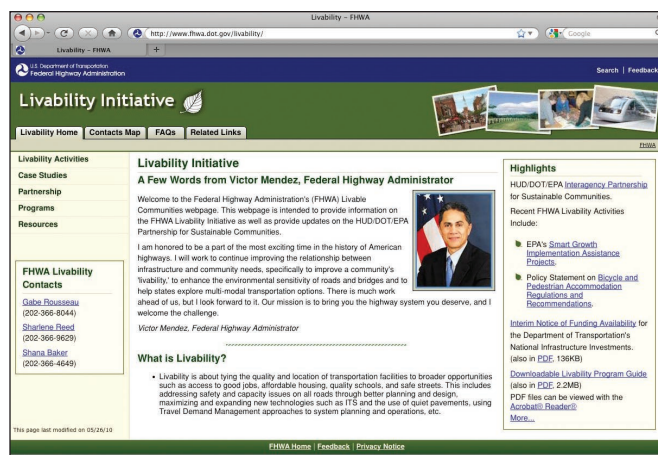 Livability – FHWA
http://www.fhwa.dot.gov/livability/
Google
Livability – FHWA
+
U.S. Department of Transportation
Federal Highway Administration
Search | Feedback
Livability Initiative
Livability Home
Contacts Map
FAQs
Related Links
FHWA
Livability Activities
Case Studies
Partnership
Programs
Resources
FHWA Livability
Contacts
Gabe Rousseau
(202-366-8044)
Sharlene Reed
(202-366-9629)
Shana Baker
(202-366-4649)
This page last modified on 05/26/10
Livability Initiative
A Few Words from Victor Mendez, Federal Highway Administrator
Welcome to the Federal Highway Administration's (FHWA) Livable
Communities webpage. This webpage is intended to provide information on
the FHWA Livability Initiative as well as provide updates on the HUD/DOT/EPA
Partnership for Sustainable Communities.
I am honored to be a part of the most exciting time in the history of American
highways. I will work to continue improving the relationship between
infrastructure and community needs, specifically to improve a community's
'livability,' to enhance the environmental sensitivity of roads and bridges and to
help states explore multi-modal transportation options. There is much work
ahead of us, but I look forward to it. Our mission is to bring you the highway system you deserve, and I
welcome the challenge.
Victor Mendez, Federal Highway Administrator
What is Livability?
• Livability is about tying the quality and location of transportation facilities to broader opportunities
such as access to good jobs, affordable housing, quality schools, and safe streets. This includes
addressing safety and capacity issues on all roads through better planning and design,
maximizing and expanding new technologies such as ITS and the use of quiet pavements, using
Travel Demand Management approaches to system planning and operations, etc.
Highlights
HUD/DOT/EPA Interagency Partnership
for Sustainable Communities.
Recent FHWA Livability Activities
Include:
EPA's Smart Growth
Implementation Assistance
Projects.
Policy Statement on Bicycle and
Pedestrian Accommodation
Regulations and
Recommendations.
Interim Notice of Funding Availability for
the Department of Transportation's
National Infrastructure Investments.
(also in PDF, 136KB)
Downloadable Livability Program Guide
(also in PDF, 2.2MB)
PDF files can be viewed with the
Acrobat® Reader®
More...
FHWA Home | Feedback | Privacy Notice